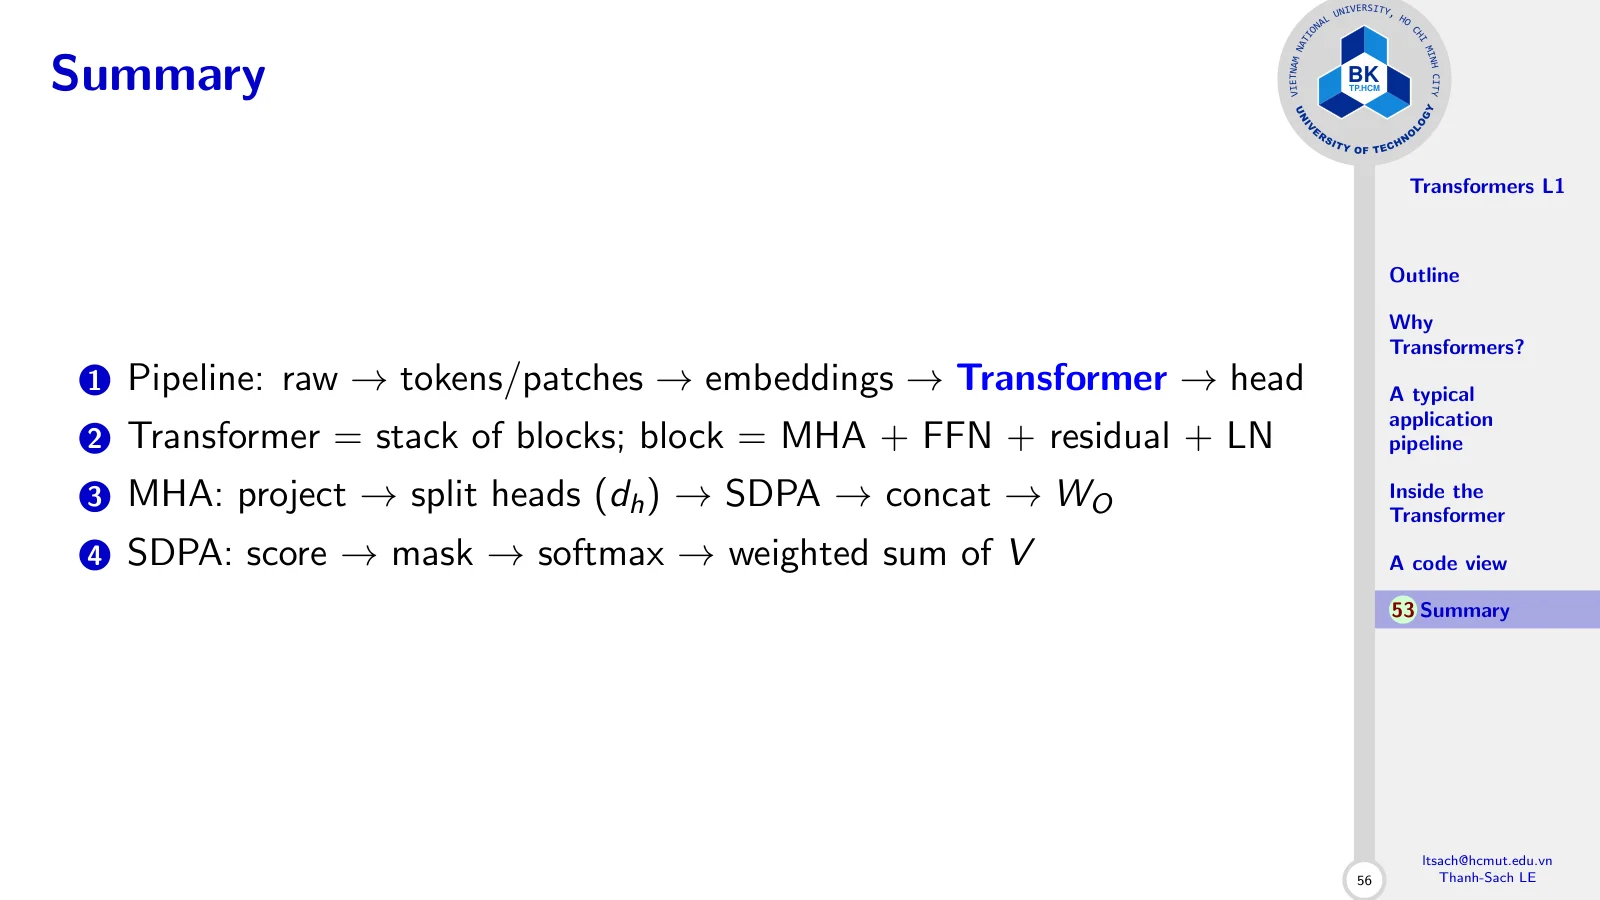 Summary
VIETNAM NATIONAL UNIVERSITY, HO CHI MINH CITY
BK
TP.HCM
UNIVERSITY OF TECHNOLOGY
1 Pipeline: raw → tokens/patches → embeddings → Transformer → head
2 Transformer = stack of blocks; block = MHA + FFN + residual + LN
3 MHA: project → split heads (d_h) → SDPA → concat → W_O
4 SDPA: score → mask → softmax → weighted sum of V
Transformers L1
Outline
Why
Transformers?
A typical
application
pipeline
Inside the
Transformer
A code view
53 Summary
ltsach@hcmut.edu.vn
Thanh-Sach LE
56